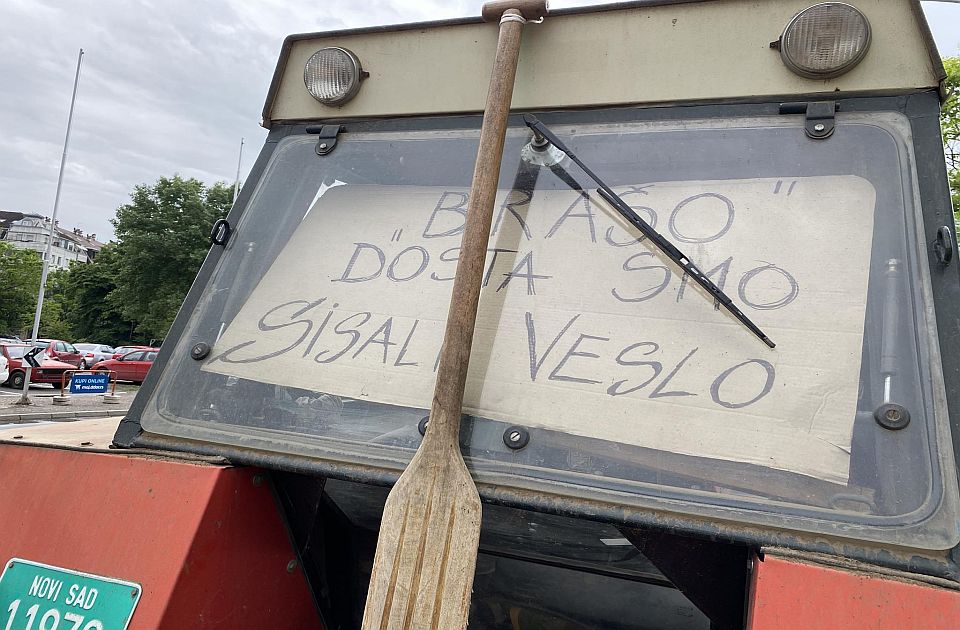 „BRAŠO"
DOSTA SMO
SISALI VESLO
KUPI ONLINE
NOVI SAD